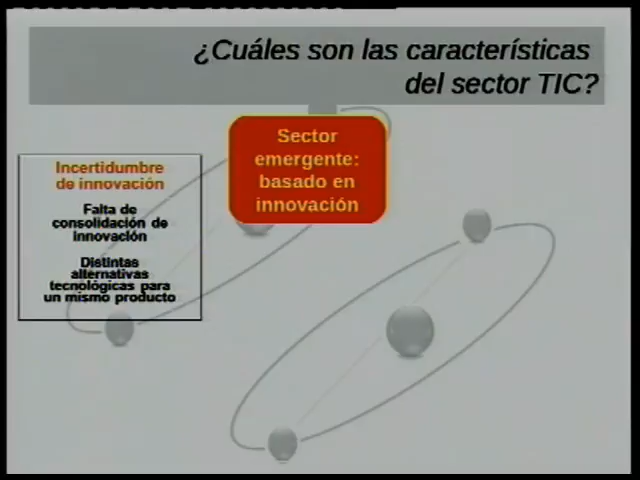 ¿Cuáles son las características
del sector TIC?
Sector
emergente:
basado en
innovación
Incertidumbre
de innovación
Falta de
consolidación de
innovación
Distintas
alternativas
tecnológicas para
un mismo producto